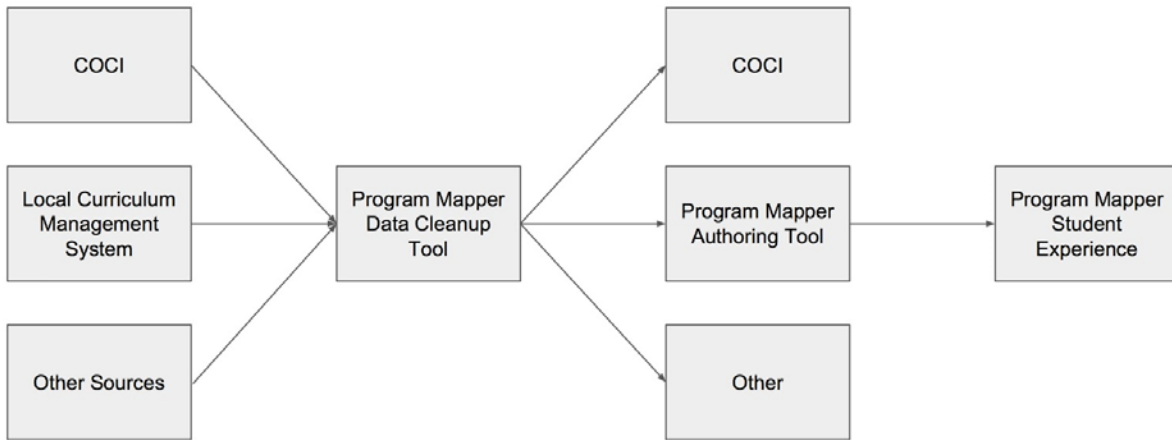 COCI
Local Curriculum
Management
System
Other Sources
Program Mapper
Data Cleanup
Tool
COCI
Program Mapper
Authoring Tool
Other
Program Mapper
Student
Experience